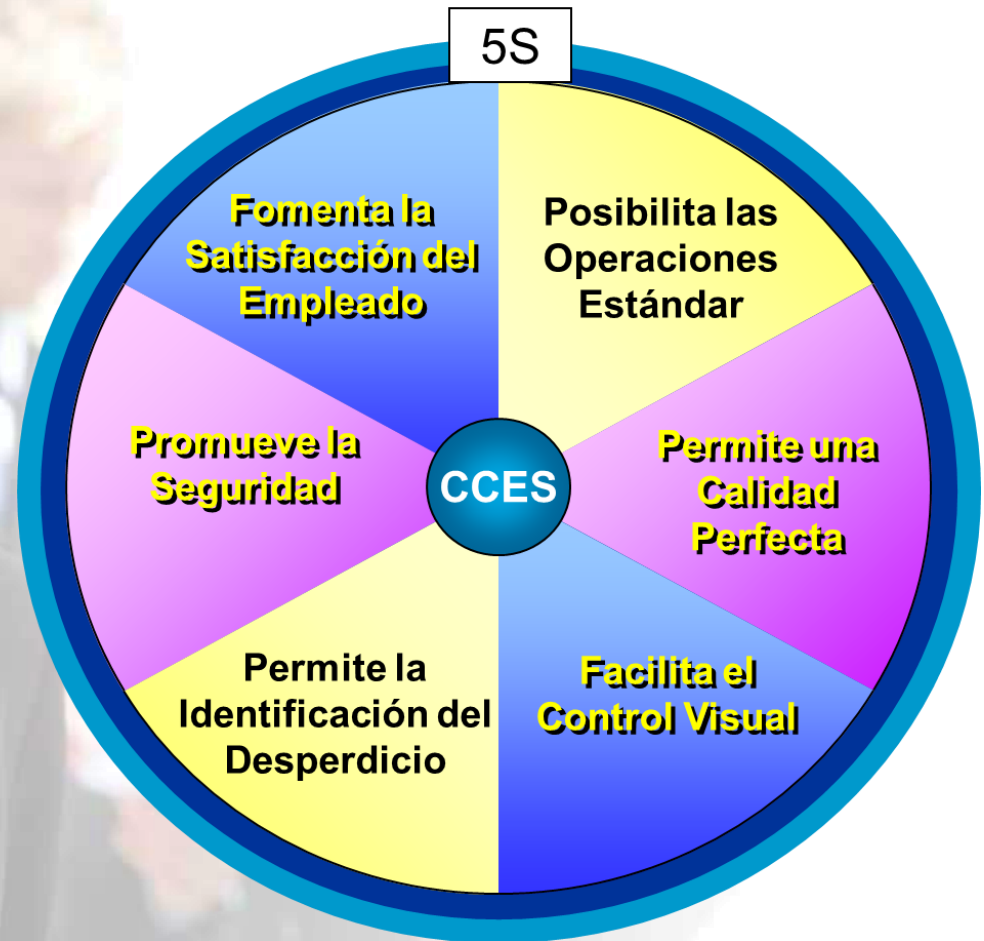 5S
Fomenta la
Satisfacción del
Empleado
Posibilita las
Operaciones
Estándar
Promueve la
Seguridad
CCES
Permite una
Calidad
Perfecta
Permite la
Identificación del
Desperdicio
Facilita el
Control Visual